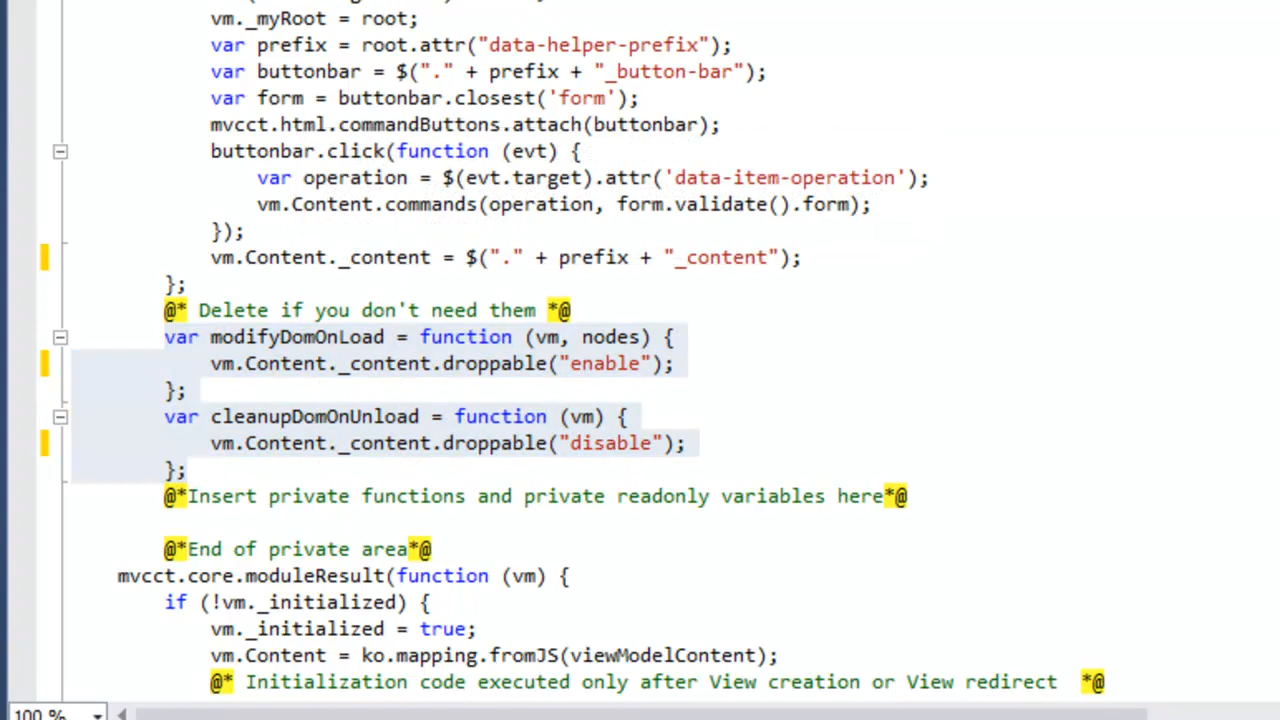 vm._myRoot = root;
var prefix = root.attr("data-helper-prefix");
var buttonbar = $("." + prefix + "_button-bar");
var form = buttonbar.closest('form');
mvcct.html.commandButtons.attach(buttonbar);
buttonbar.click(function (evt) {
var operation = $(evt.target).attr('data-item-operation');
vm.Content.commands(operation, form.validate().form);
});
vm.Content._content = $("." + prefix + "_content");
};
@* Delete if you don't need them *@
var modifyDomOnLoad = function (vm, nodes) {
vm.Content._content.droppable("enable");
};
var cleanupDomOnUnload = function (vm) {
vm.Content._content.droppable("disable");
};
@*Insert private functions and private readonly variables here*@
@*End of private area*@
mvcct.core.moduleResult(function (vm) {
if (!vm._initialized) {
vm._initialized = true;
vm.Content = ko.mapping.fromJS(viewModelContent);
@* Initialization code executed only after View creation or View redirect *@
100 %